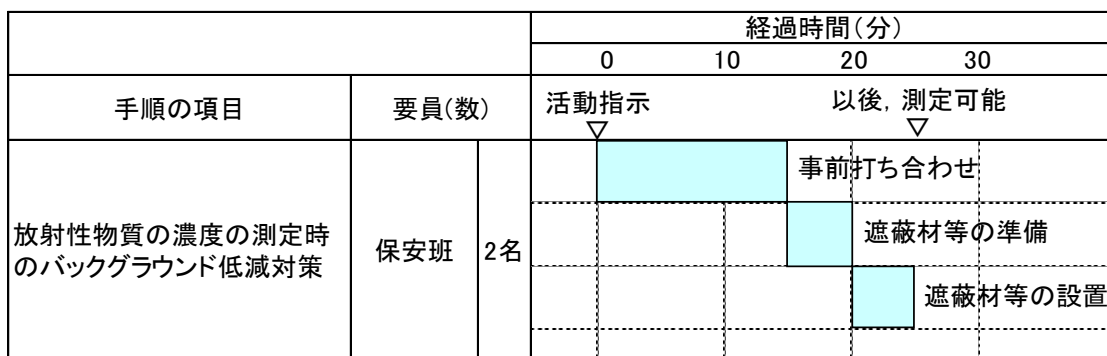 経過時間(分)
0 10 20 30
手順の項目 要員(数) 活動指示 以後，測定可能
▽ ▽
事前打ち合わせ
放射性物質の濃度の測定時
のバックグラウンド低減対策
保安班 2名
遮蔽材等の準備
遮蔽材等の設置